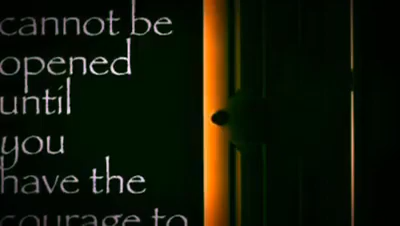 cannot be
opened
until
you
have the
courage to